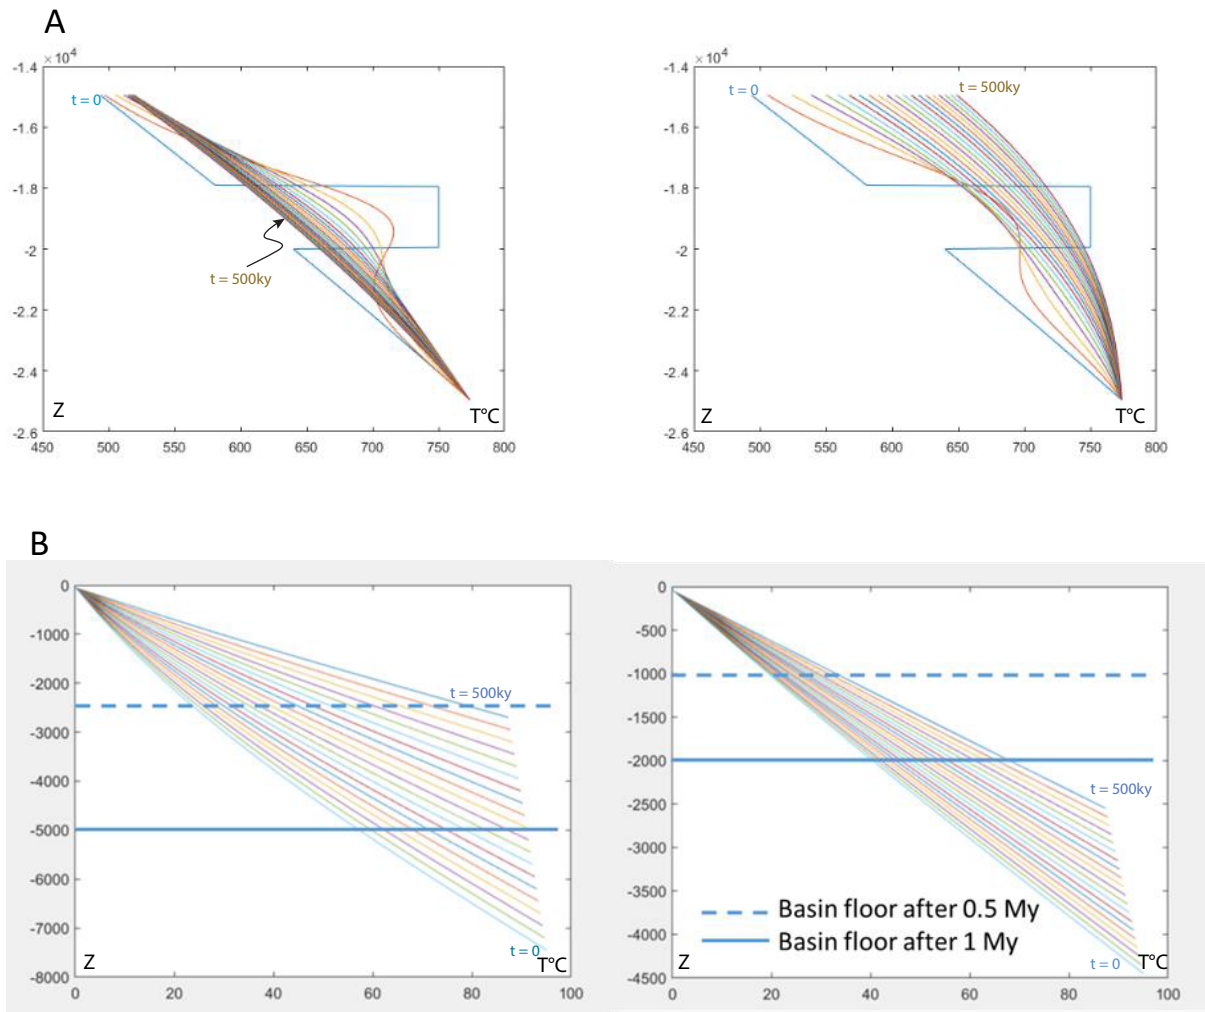 A
× 10⁴
-1.4
t = 0
-1.6
-1.8
-2
t = 500ky
-2.2
-2.4
Z
T°C
-2.6
450 500 550 600 650 700 750 800
× 10⁴
-1.4
t = 0
t = 500ky
-1.6
-1.8
-2
-2.2
-2.4
Z
T°C
-2.6
450 500 550 600 650 700 750 800
B
0
-1000
-2000
t = 500ky
-3000
-4000
-5000
-6000
-7000
t = 0
Z
T°C
-8000
0 20 40 60 80 100
0
-500
-1000
-1500
-2000
t = 500ky
-2500
-3000
-3500
Basin floor after 0.5 My
-4000
Basin floor after 1 My
Z
t = 0
T°C
-4500
0 20 40 60 80 100